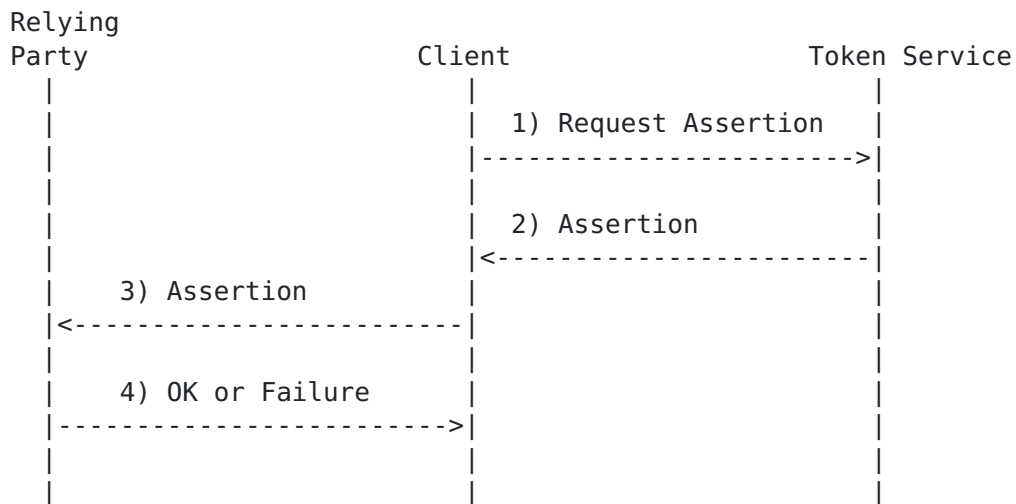 Relying
Party Client Token Service
1) Request Assertion
2) Assertion
3) Assertion
4) OK or Failure